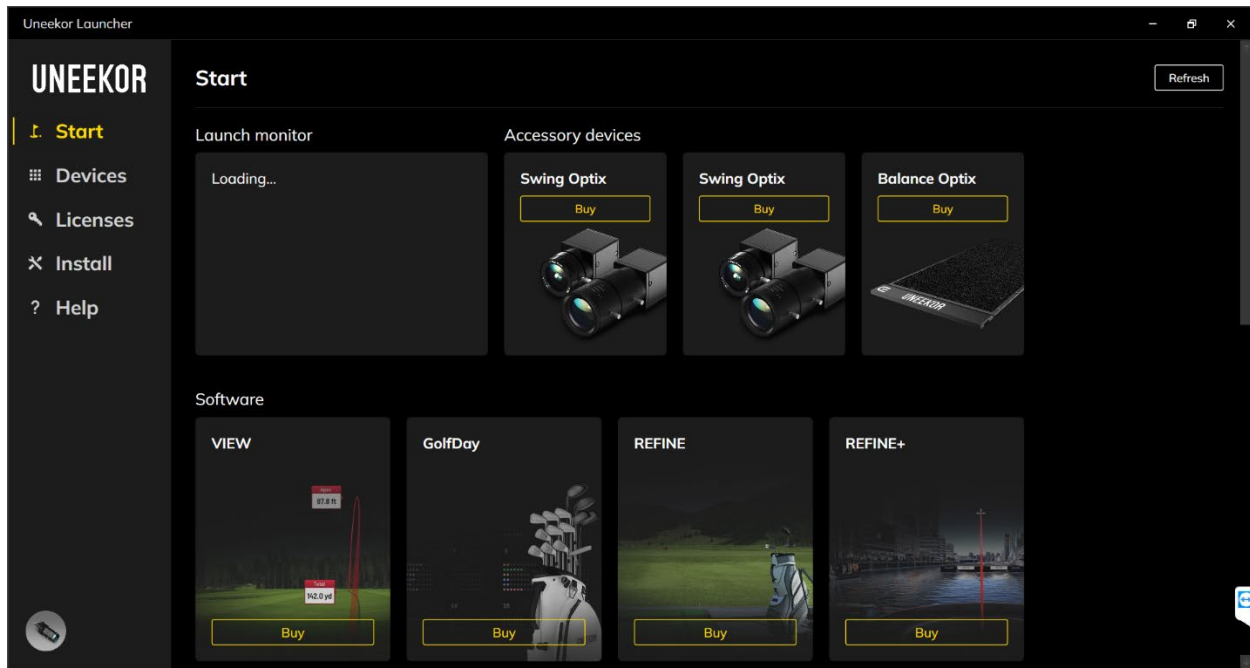 Uneekor Launcher
UNEEKOR
Start
Devices
Licenses
Install
? Help
Start
Refresh
Launch monitor
Loading...
Accessory devices
Swing Optix
Buy
Swing Optix
Buy
Balance Optix
Buy
UNEEKOR
Software
VIEW
Apex
87.8 ft
Total
142.0 yd
Buy
GolfDay
Buy
REFINE
Buy
REFINE+
Buy